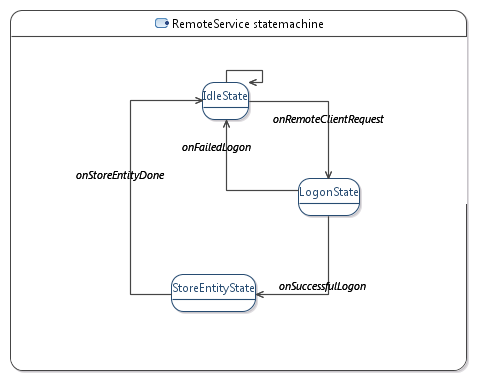 RemoteService statemachine
IdleState
onRemoteClientRequest
onFailedLogon
onStoreEntityDone
LogonState
onSuccessfulLogon
StoreEntityState